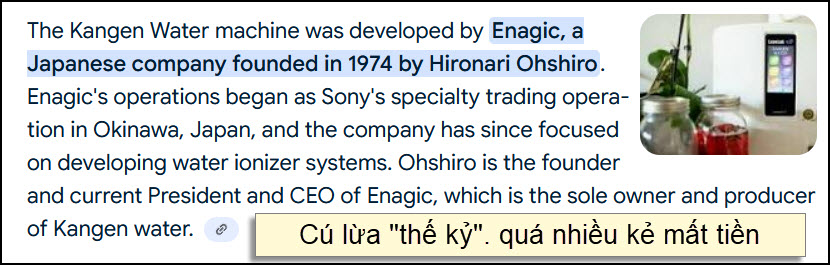 The Kangen Water machine was developed by Enagic, a
Japanese company founded in 1974 by Hironari Ohshiro.
Enagic's operations began as Sony's specialty trading opera-
tion in Okinawa, Japan, and the company has since focused
on developing water ionizer systems. Ohshiro is the founder
and current President and CEO of Enagic, which is the sole owner and producer
of Kangen water.
Cú lừa "thế kỷ". quá nhiều kẻ mất tiền